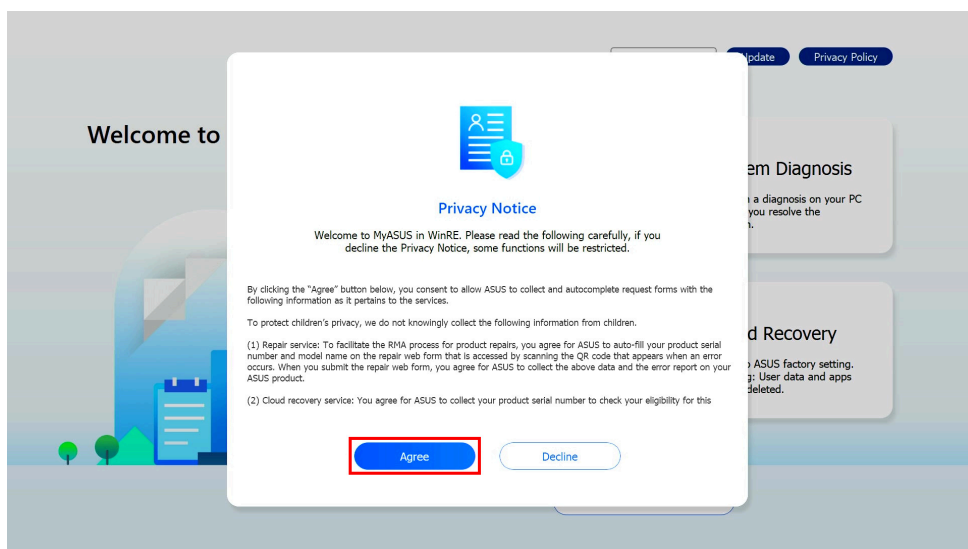 Update
Privacy Policy
Welcome to
Privacy Notice
Welcome to MyASUS in WinRE. Please read the following carefully, if you
decline the Privacy Notice, some functions will be restricted.
By clicking the "Agree" button below, you consent to allow ASUS to collect and autocomplete request forms with the
following information as it pertains to the services.
To protect children's privacy, we do not knowingly collect the following information from children.
(1) Repair service: To facilitate the RMA process for product repairs, you agree for ASUS to auto-fill your product serial
number and model name on the repair web form that is accessed by scanning the QR code that appears when an error
occurs. When you submit the repair web form, you agree for ASUS to collect the above data and the error report on your
ASUS product.
(2) Cloud recovery service: You agree for ASUS to collect your product serial number to check your eligibility for this
Agree
Decline
em Diagnosis
a diagnosis on your PC
you resolve the
d Recovery
ASUS factory setting.
g: User data and apps
deleted.